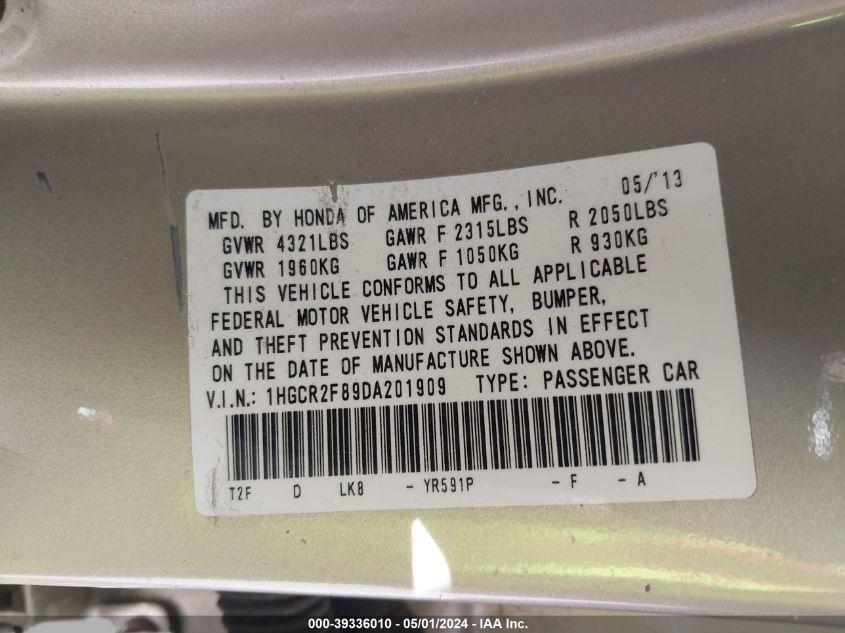 MFD. BY HONDA OF AMERICA MFG., INC. 05/'13
GVWR 4321LBS GAWR F 2315LBS R 2050LBS
GVWR 1960KG GAWR F 1050KG R 930KG
THIS VEHICLE CONFORMS TO ALL APPLICABLE
FEDERAL MOTOR VEHICLE SAFETY, BUMPER,
AND THEFT PREVENTION STANDARDS IN EFFECT
ON THE DATE OF MANUFACTURE SHOWN ABOVE.
V.I.N.: 1HGCR2F89DA201909 TYPE: PASSENGER CAR
T2F D LK8 - YR591P - F - A
000-39336010 - 05/01/2024 - IAA Inc.